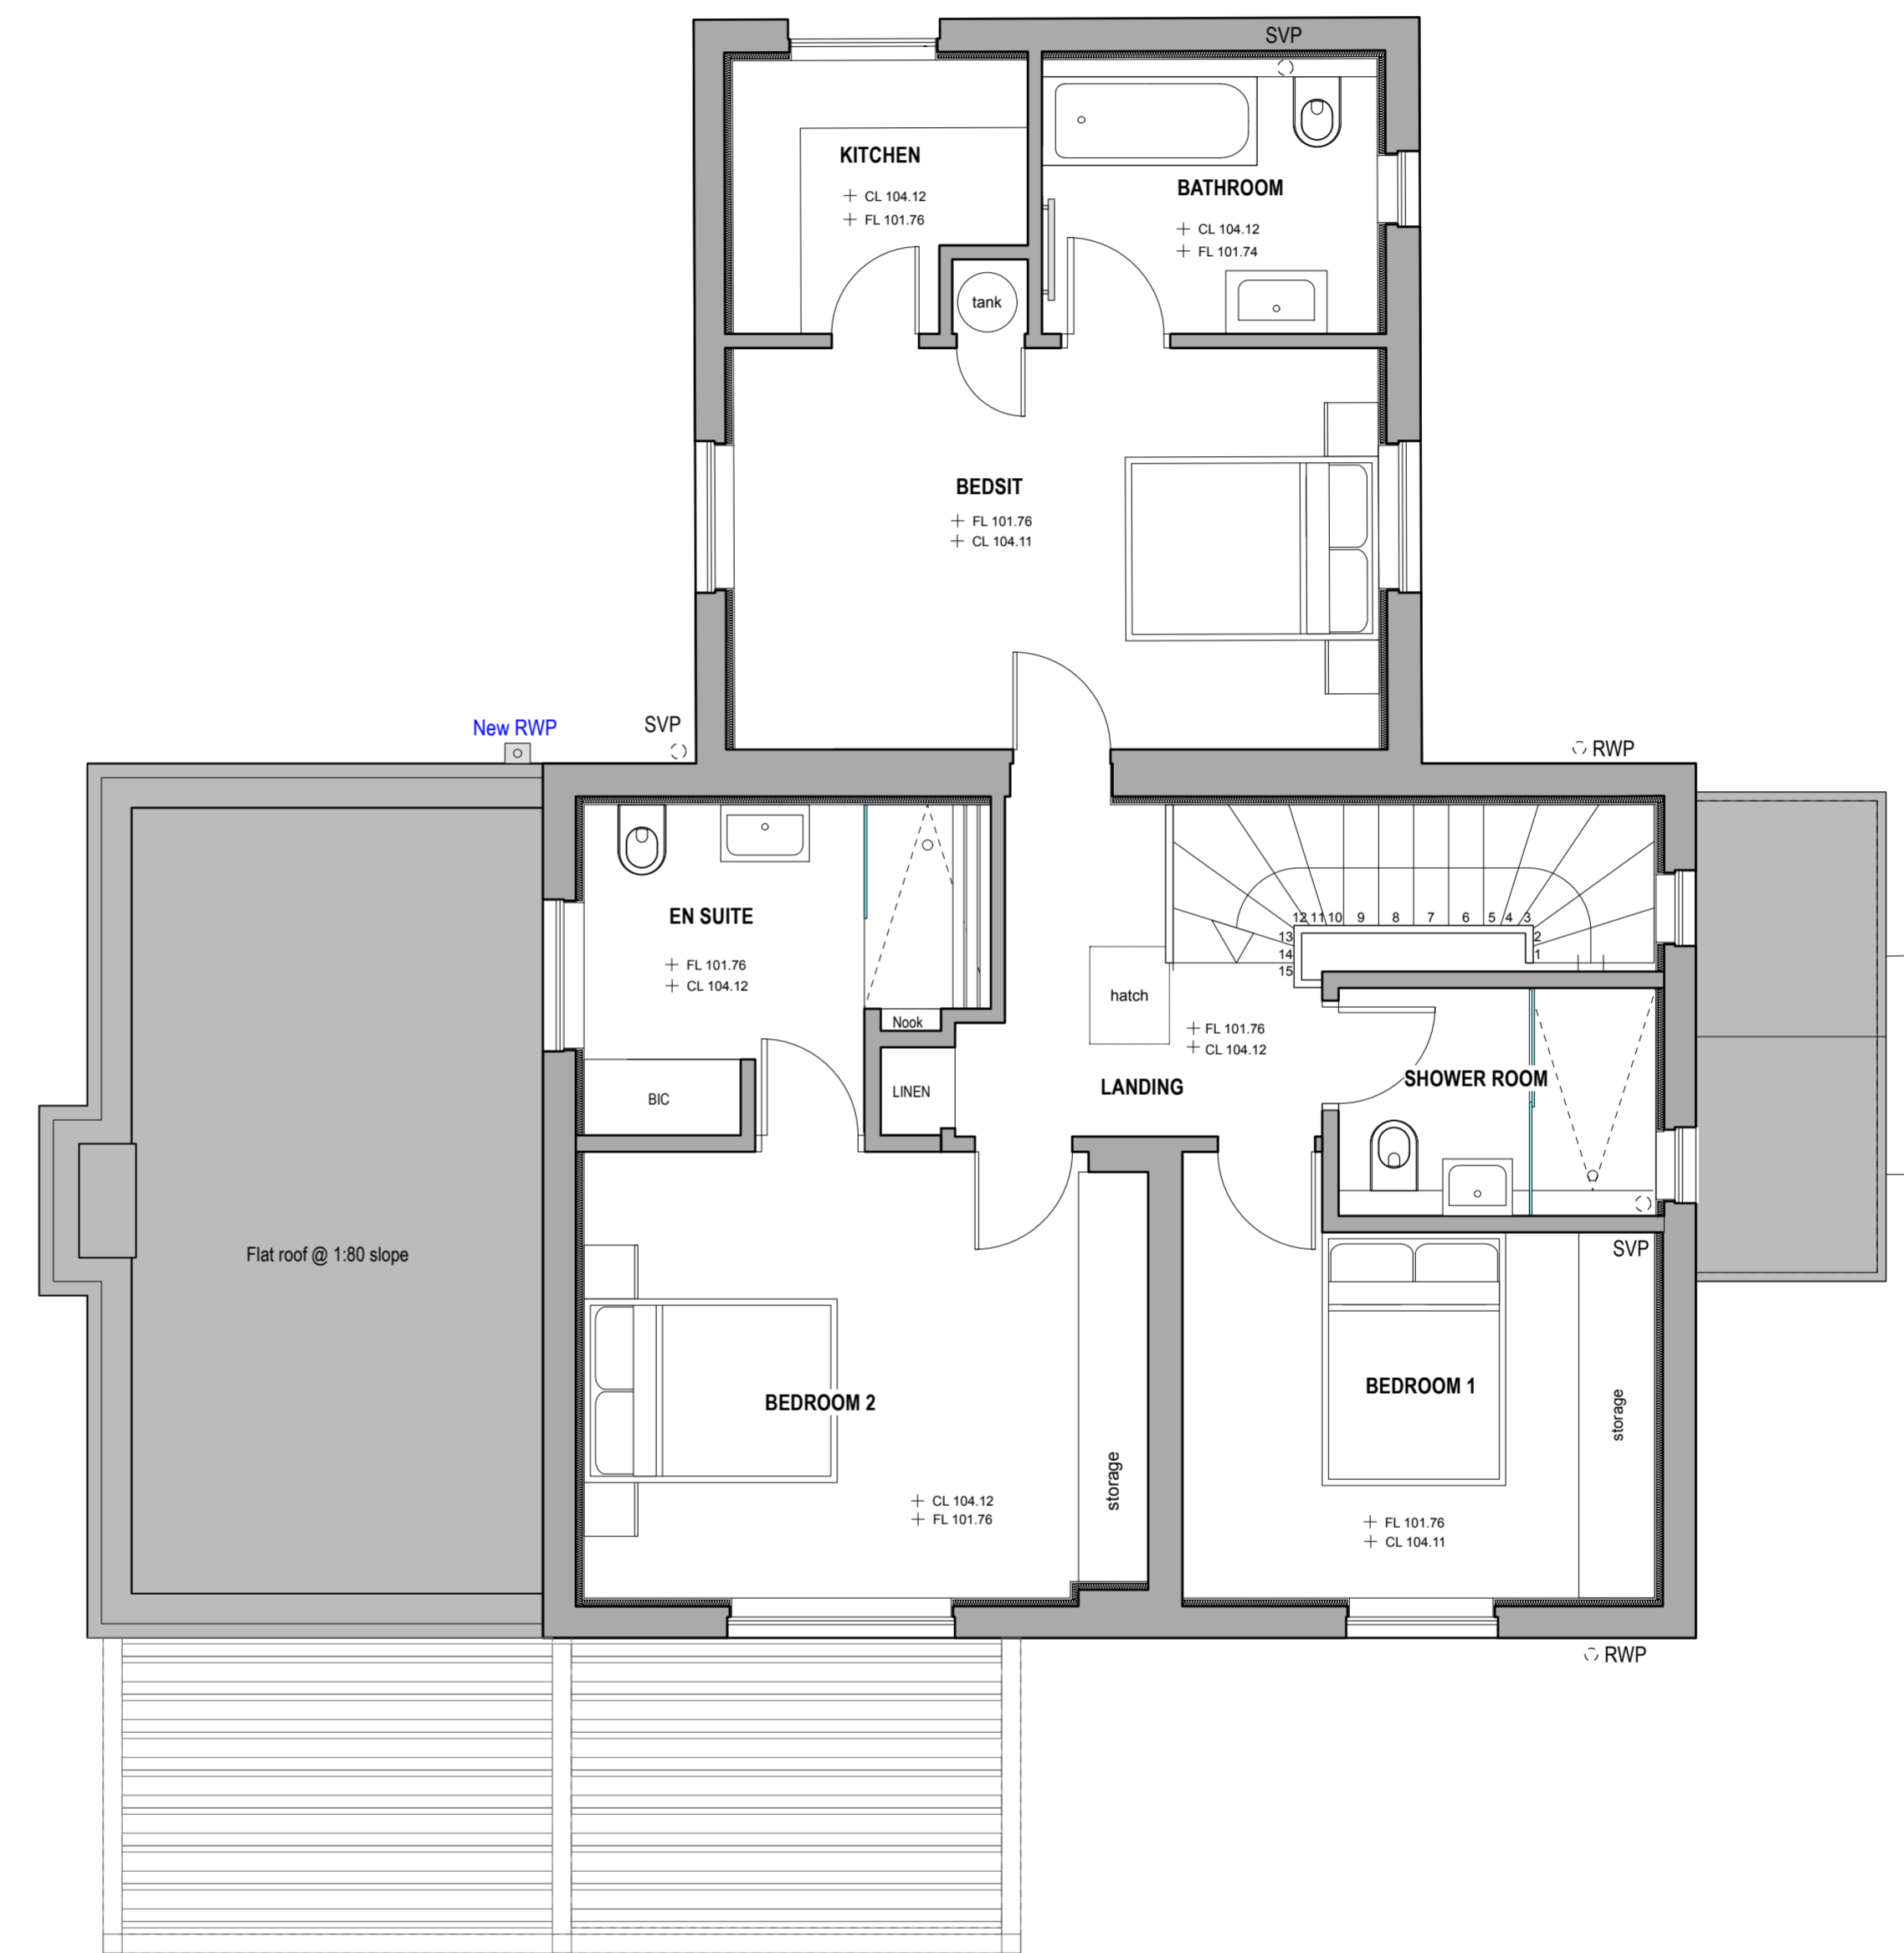 SVP
KITCHEN
CL 104.12
FL 101.76
BATHROOM
CL 104.12
FL 101.74
tank
BEDSIT
FL 101.76
CL 104.11
New RWP
SVP
RWP
EN SUITE
FL 101.76
CL 104.12
12 11 10 9 8 7 6 5 4 3
13
2
14
1
15
hatch
Nook
FL 101.76
CL 104.12
LANDING
SHOWER ROOM
LINEN
BIC
Flat roof @ 1:80 slope
SVP
BEDROOM 2
BEDROOM 1
storage
storage
CL 104.12
FL 101.76
FL 101.76
CL 104.11
RWP